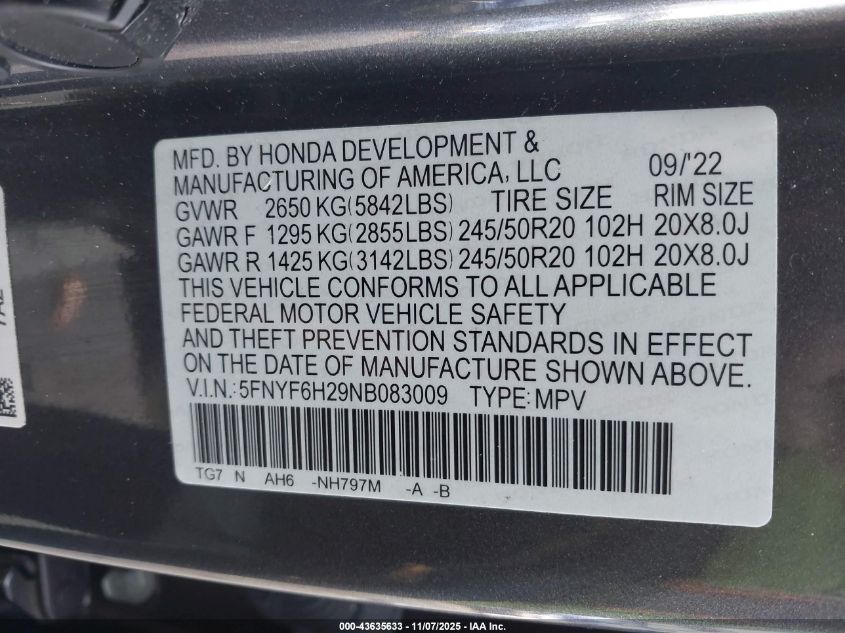 MFD. BY HONDA DEVELOPMENT &
MANUFACTURING OF AMERICA, LLC 09/'22
GVWR 2650 KG(5842LBS) TIRE SIZE RIM SIZE
GAWR F 1295 KG(2855LBS) 245/50R20 102H 20X8.0J
GAWR R 1425 KG(3142LBS) 245/50R20 102H 20X8.0J
THIS VEHICLE CONFORMS TO ALL APPLICABLE
FEDERAL MOTOR VEHICLE SAFETY
AND THEFT PREVENTION STANDARDS IN EFFECT
ON THE DATE OF MANUFACTURE SHOWN ABOVE.
V.I.N.: 5FNYF6H29NB083009 TYPE: MPV
TG7 N AH6 -NH797M -A -B
000-43635633 - 11/07/2025 - IAA Inc.